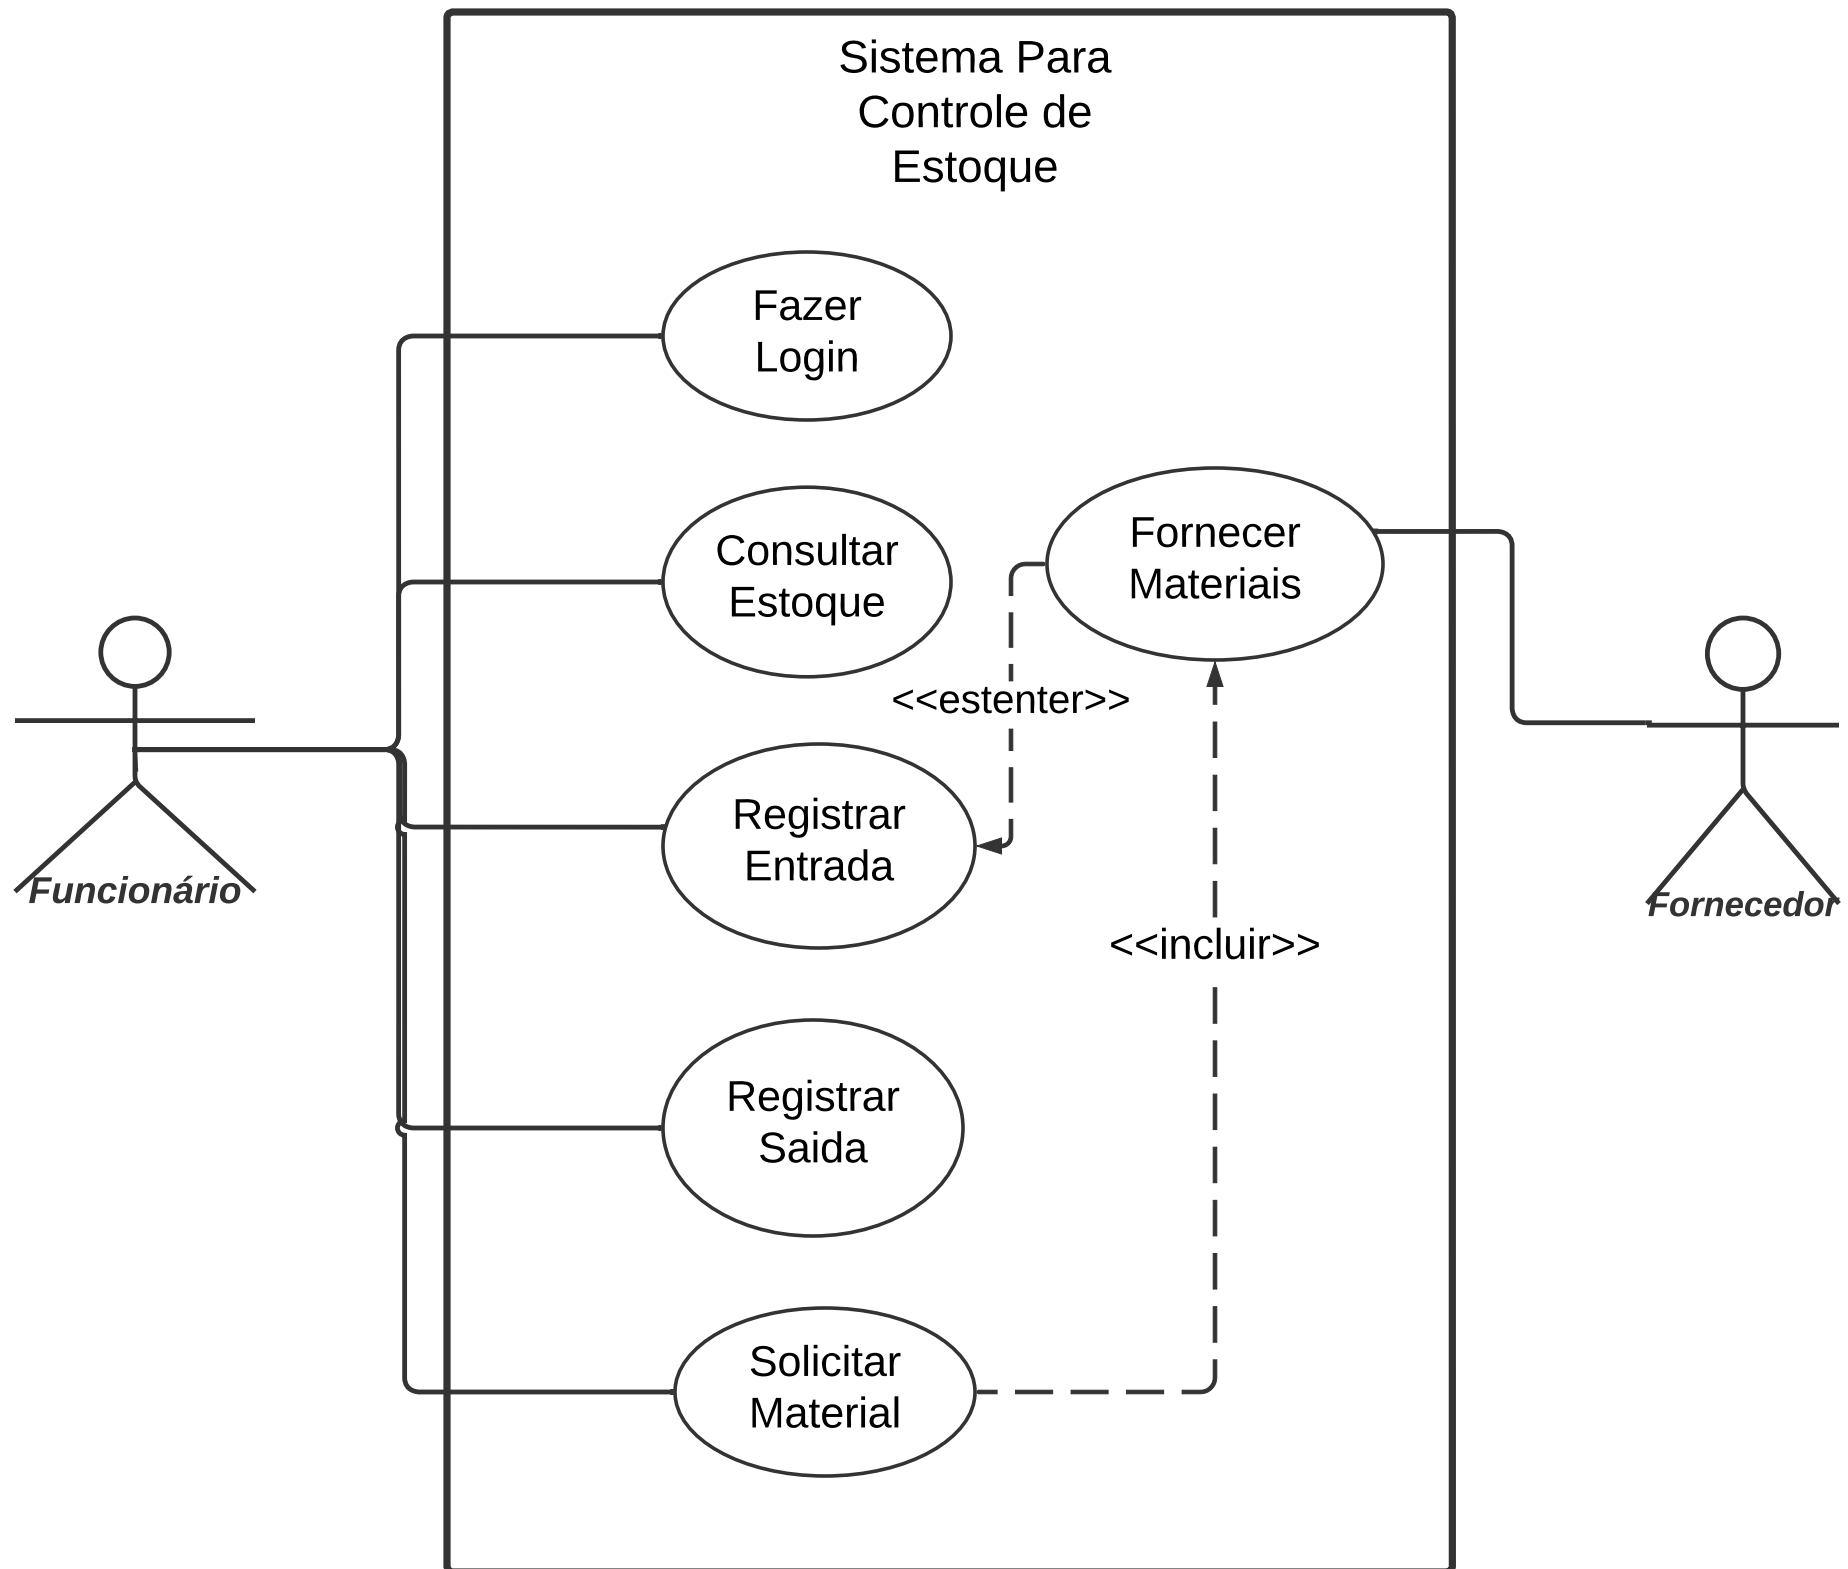 Sistema Para
Controle de
Estoque
Fazer
Login
Consultar
Estoque
Fornecer
Materiais
<<estenter>>
Registrar
Entrada
Funcionário
Fornecedor
<<incluir>>
Registrar
Saida
Solicitar
Material